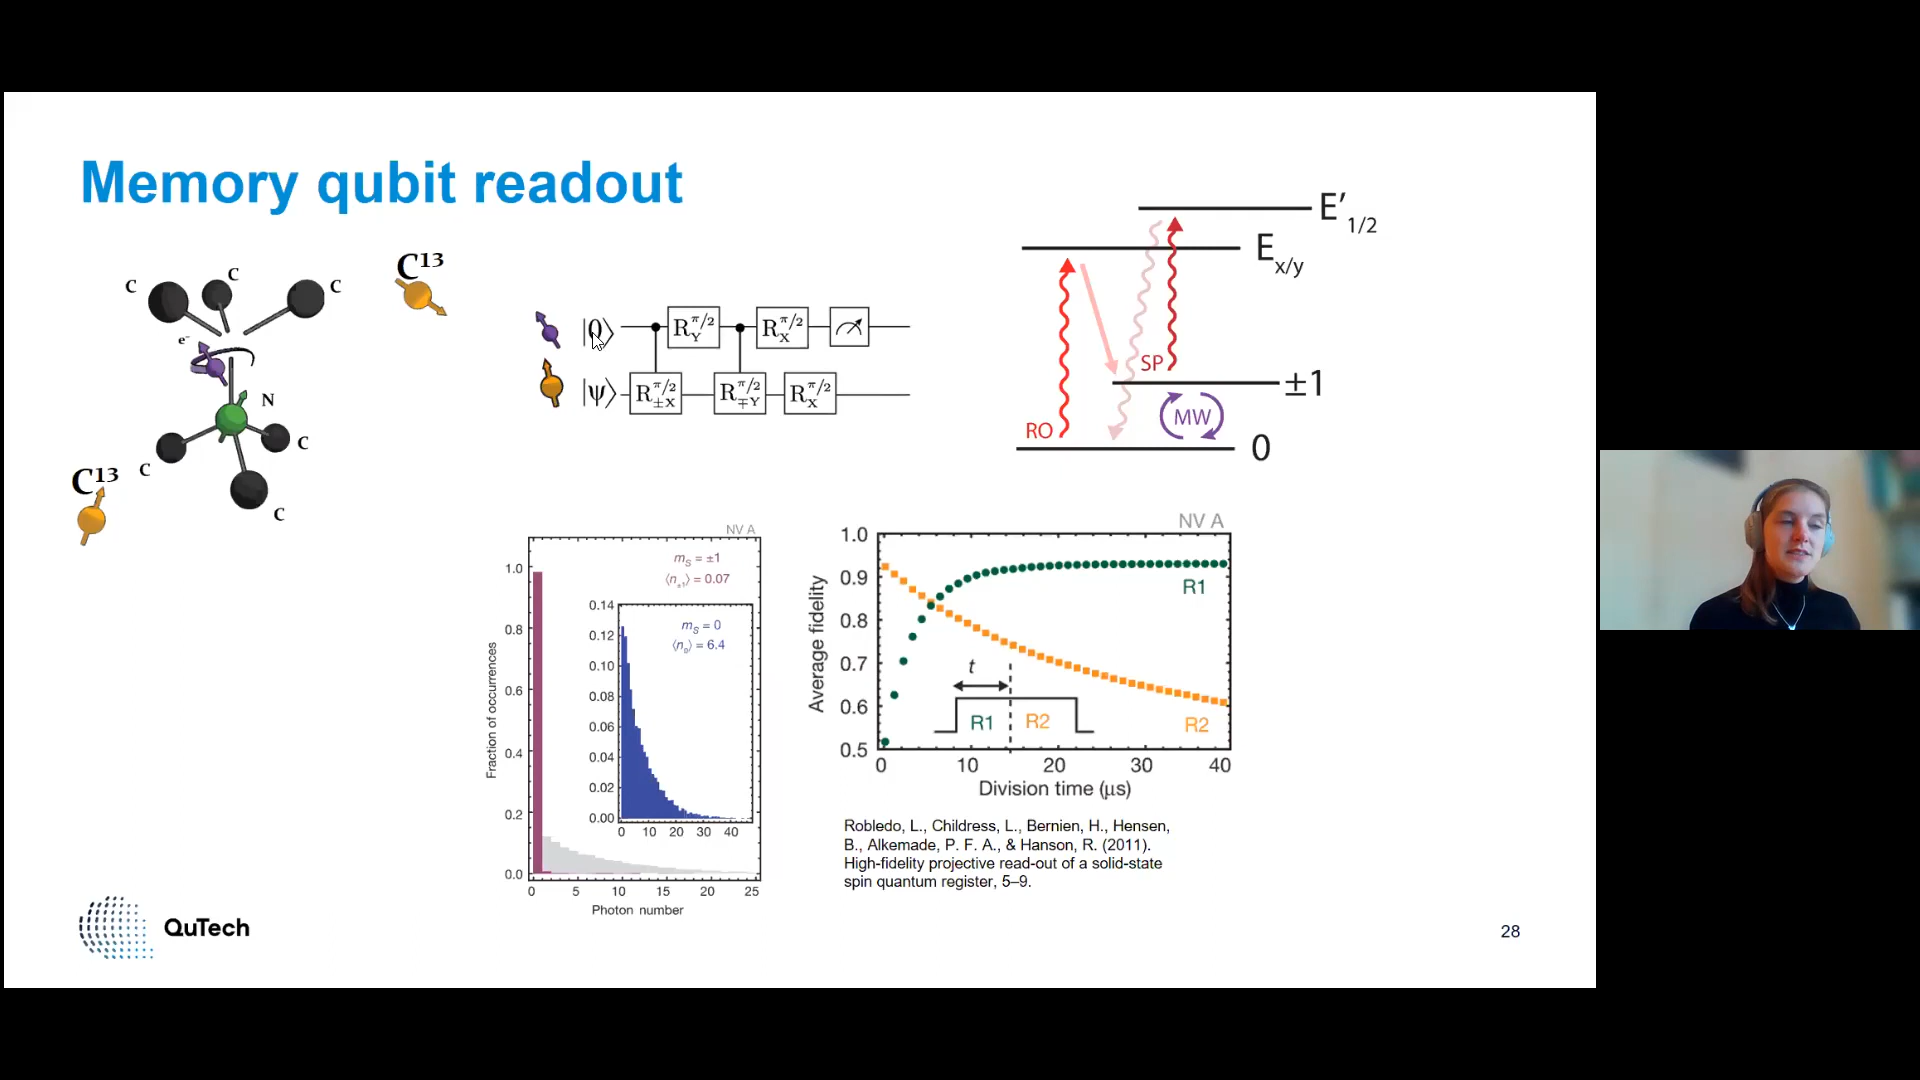 Memory qubit readout
C
C
C
C¹³
e⁻
N
C
C
C
C¹³
|0⟩
R_Y^{π/2}
R_X^{π/2}
|ψ⟩
R_{±X}^{π/2}
R_{∓Y}^{π/2}
R_X^{π/2}
E′_{1/2}
E_{x/y}
SP
±1
MW
RO
0
NV A
m_S = ±1
⟨n_{±1}⟩ = 0.07
m_S = 0
⟨n_0⟩ = 6.4
0.14
0.12
0.10
0.08
0.06
0.04
0.02
0.00
0 10 20 30 40
Fraction of occurrences
1.0
0.8
0.6
0.4
0.2
0.0
0 5 10 15 20 25
Photon number
NV A
Average fidelity
1.0
0.9
0.8
0.7
0.6
0.5
R1
t
R1 R2
R2
0 10 20 30 40
Division time (μs)
Robledo, L., Childress, L., Bernien, H., Hensen,
B., Alkemade, P. F. A., & Hanson, R. (2011).
High-fidelity projective read-out of a solid-state
spin quantum register, 5–9.
QuTech
28